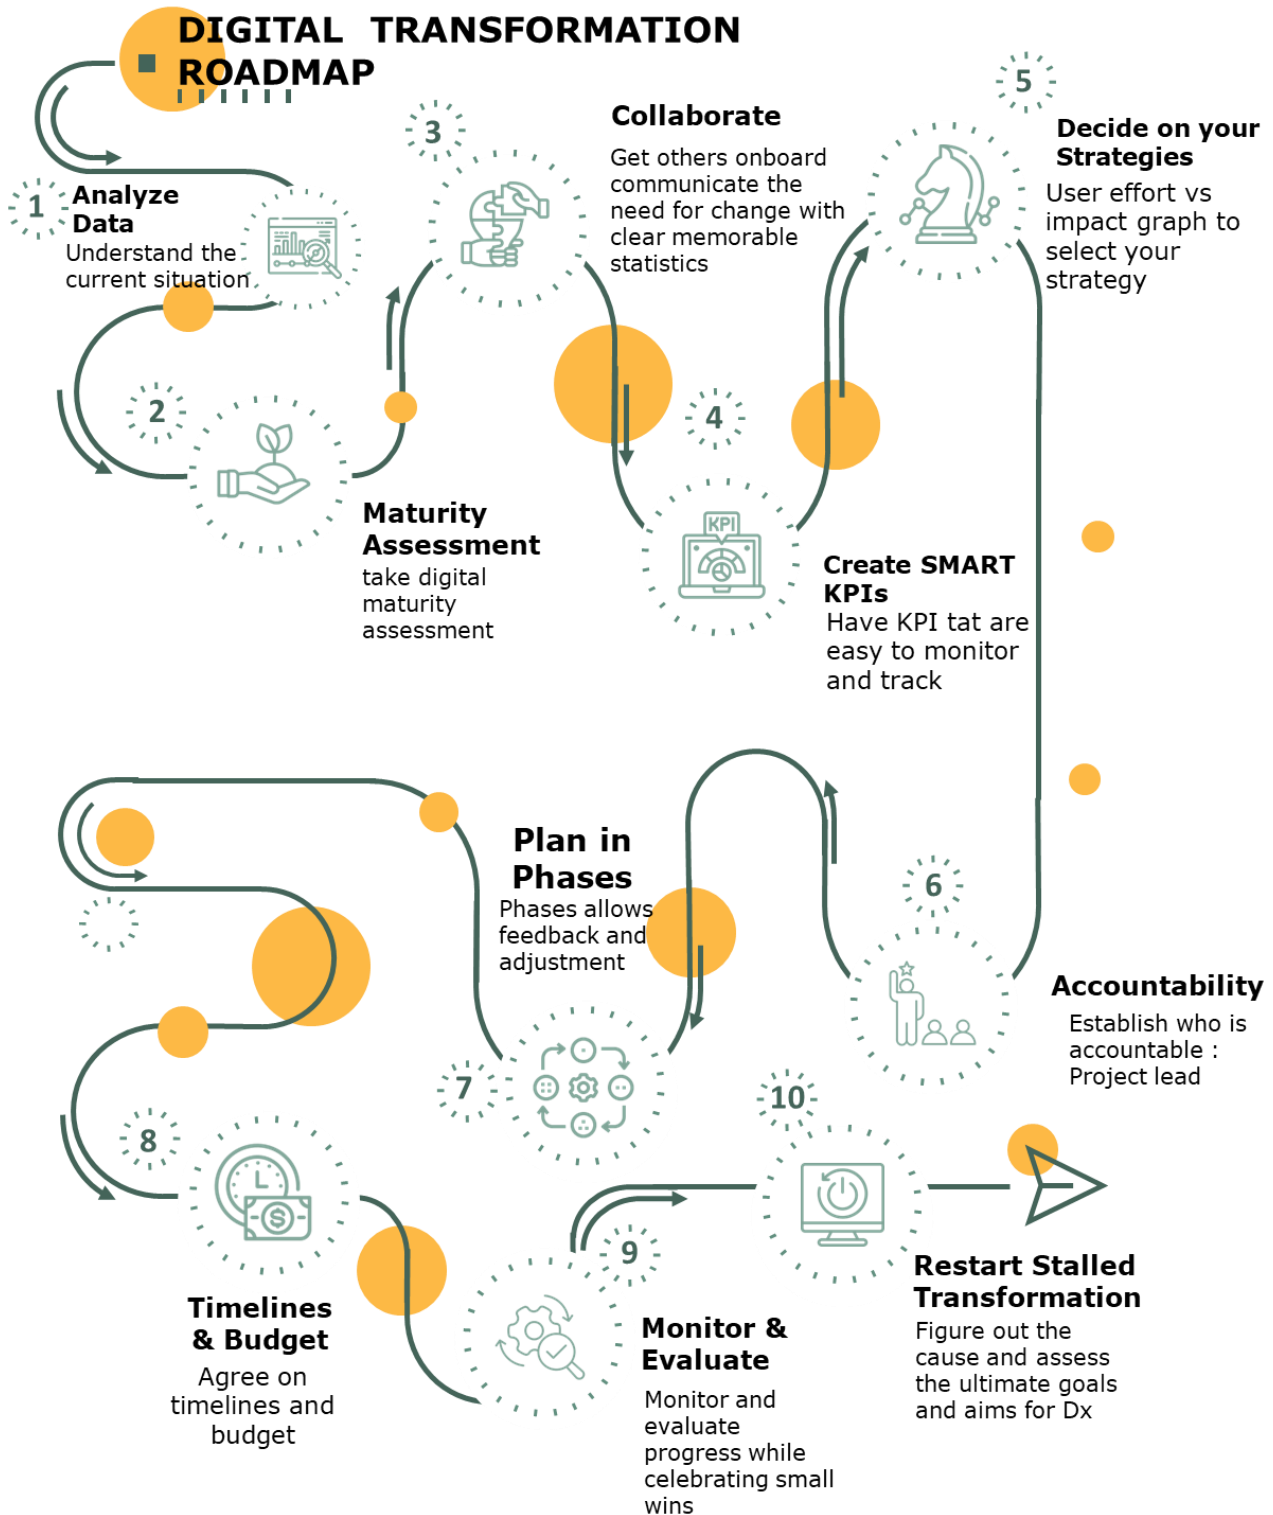 DIGITAL TRANSFORMATION
ROADMAP
1
Analyze
Data
Understand the
current situation
2
Maturity
Assessment
take digital
maturity
assessment
3
Collaborate
Get others onboard
communicate the
need for change with
clear memorable
statistics
4
KPI
Create SMART
KPIs
Have KPI tat are
easy to monitor
and track
5
Decide on your
Strategies
User effort vs
impact graph to
select your
strategy
6
Accountability
Establish who is
accountable :
Project lead
7
Plan in
Phases
Phases allows
feedback and
adjustment
8
$
Timelines
& Budget
Agree on
timelines and
budget
9
Monitor &
Evaluate
Monitor and
evaluate
progress while
celebrating small
wins
10
Restart Stalled
Transformation
Figure out the
cause and assess
the ultimate goals
and aims for Dx